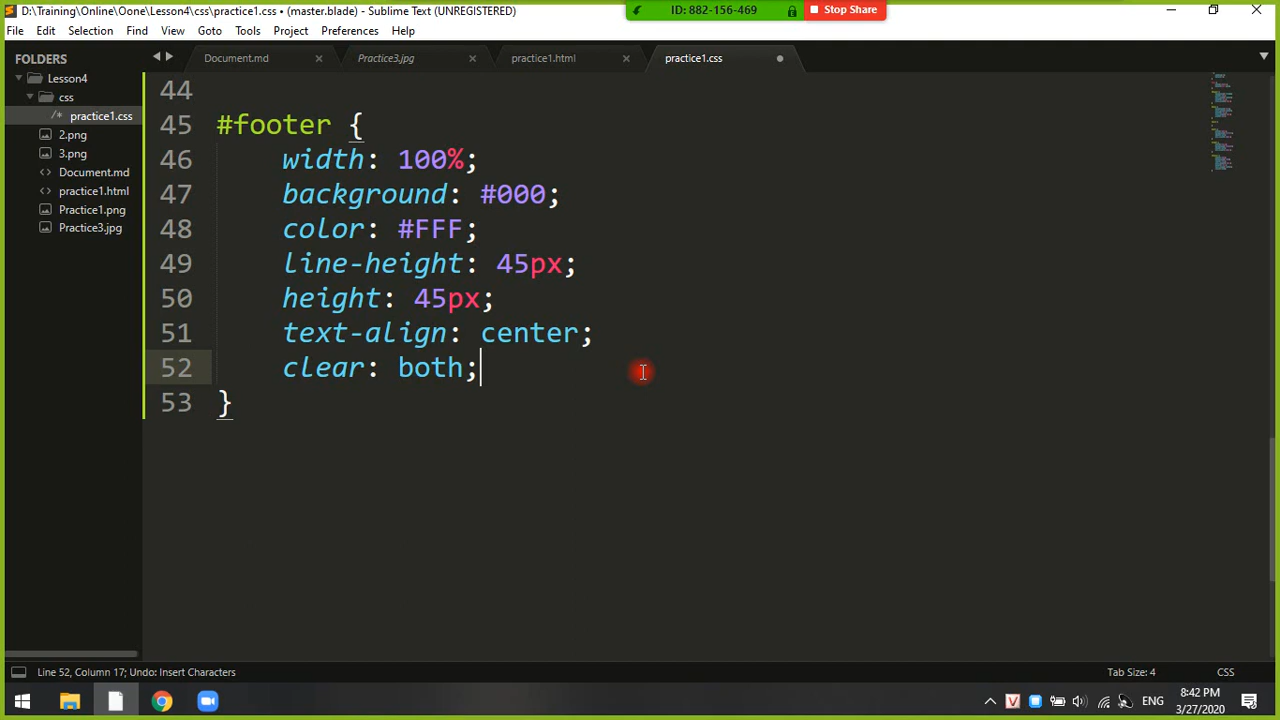 D:\Training\Online\Oone\Lesson4\css\practice1.css • (master.blade) - Sublime Text (UNREGISTERED)
ID: 882-156-469
Stop Share
File Edit Selection Find View Goto Tools Project Preferences Help
FOLDERS
Lesson4
css
/* practice1.css
2.png
3.png
<> Document.md
<> practice1.html
Practice1.png
Practice3.jpg
Document.md
Practice3.jpg
practice1.html
practice1.css
44
45 #footer {
46 width: 100%;
47 background: #000;
48 color: #FFF;
49 line-height: 45px;
50 height: 45px;
51 text-align: center;
52 clear: both;
53 }
Line 52, Column 17; Undo: Insert Characters
Tab Size: 4
CSS
ENG
8:42 PM
3/27/2020